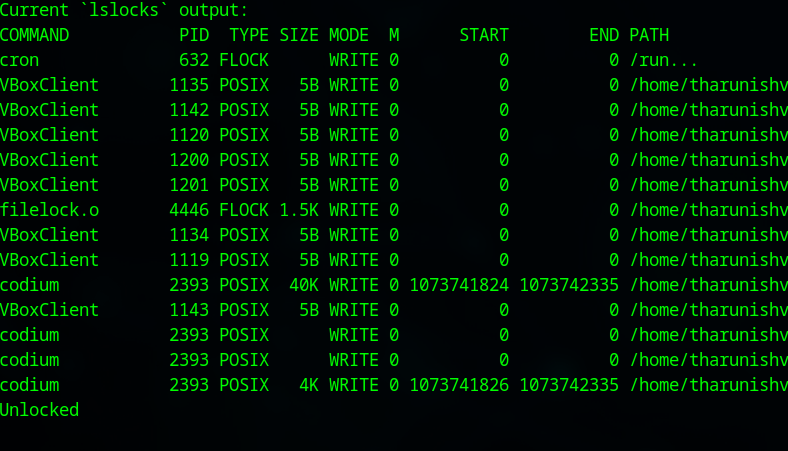 Current `lslocks` output:
COMMAND PID TYPE SIZE MODE M START END PATH
cron 632 FLOCK WRITE 0 0 0 /run...
VBoxClient 1135 POSIX 5B WRITE 0 0 0 /home/tharunishv
VBoxClient 1142 POSIX 5B WRITE 0 0 0 /home/tharunishv
VBoxClient 1120 POSIX 5B WRITE 0 0 0 /home/tharunishv
VBoxClient 1200 POSIX 5B WRITE 0 0 0 /home/tharunishv
VBoxClient 1201 POSIX 5B WRITE 0 0 0 /home/tharunishv
filelock.o 4446 FLOCK 1.5K WRITE 0 0 0 /home/tharunishv
VBoxClient 1134 POSIX 5B WRITE 0 0 0 /home/tharunishv
VBoxClient 1119 POSIX 5B WRITE 0 0 0 /home/tharunishv
codium 2393 POSIX 40K WRITE 0 1073741824 1073742335 /home/tharunishv
VBoxClient 1143 POSIX 5B WRITE 0 0 0 /home/tharunishv
codium 2393 POSIX WRITE 0 0 0 /home/tharunishv
codium 2393 POSIX WRITE 0 0 0 /home/tharunishv
codium 2393 POSIX 4K WRITE 0 1073741826 1073742335 /home/tharunishv
Unlocked